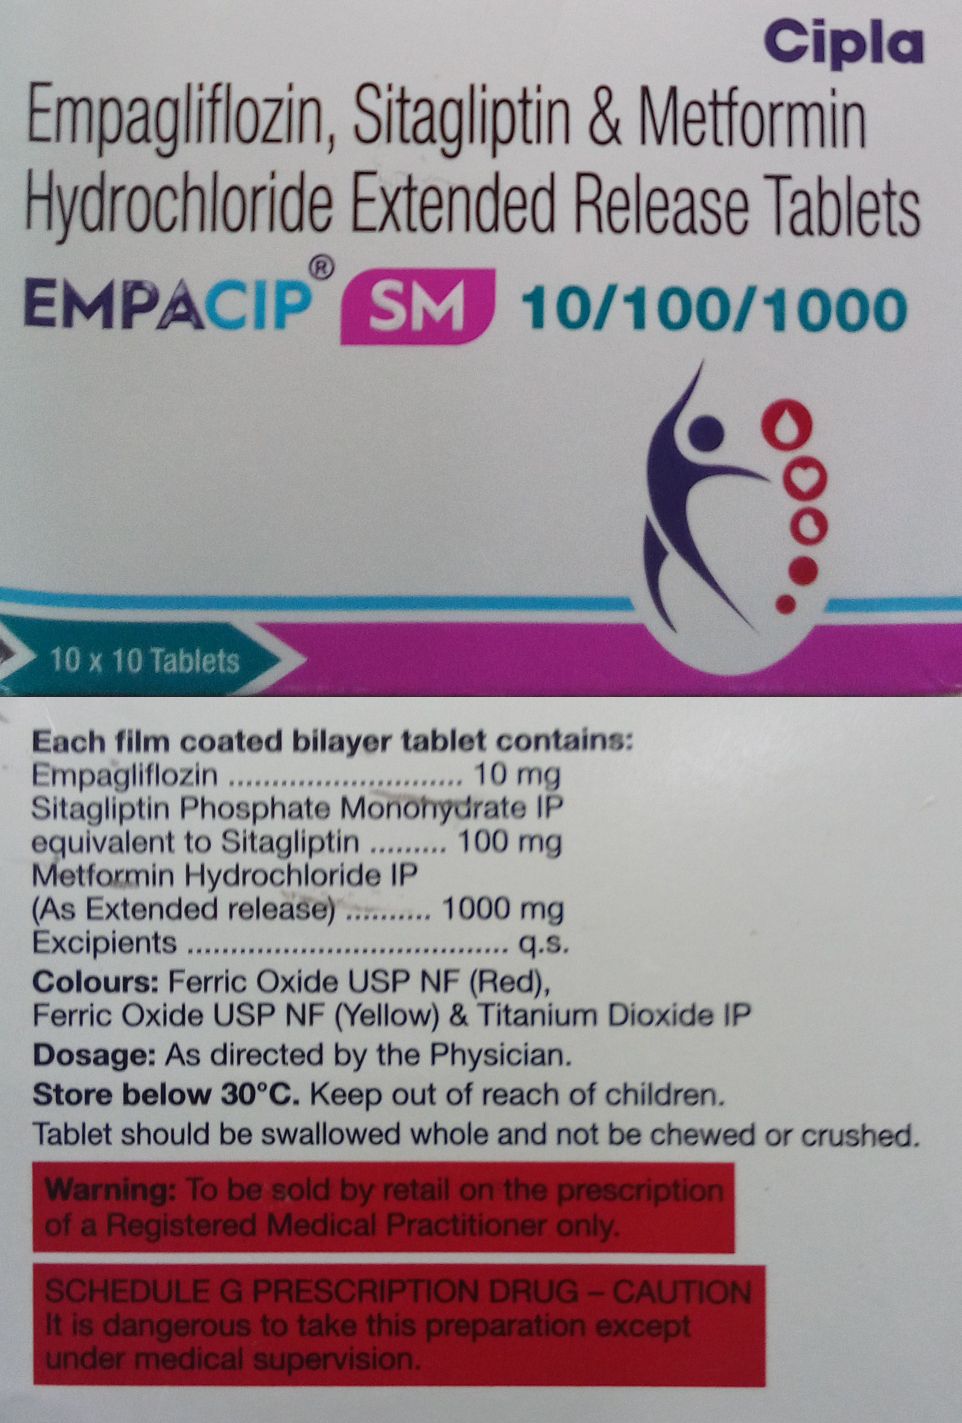 Cipla
Empagliflozin, Sitagliptin & Metformin
Hydrochloride Extended Release Tablets
EMPACIP® SM 10/100/1000
10 x 10 Tablets
Each film coated bilayer tablet contains:
Empagliflozin ........................... 10 mg
Sitagliptin Phosphate Monohydrate IP
equivalent to Sitagliptin ......... 100 mg
Metformin Hydrochloride IP
(As Extended release) .......... 1000 mg
Excipients ..................................... q.s.
Colours: Ferric Oxide USP NF (Red),
Ferric Oxide USP NF (Yellow) & Titanium Dioxide IP
Dosage: As directed by the Physician.
Store below 30°C. Keep out of reach of children.
Tablet should be swallowed whole and not be chewed or crushed.
Warning: To be sold by retail on the prescription
of a Registered Medical Practitioner only.
SCHEDULE G PRESCRIPTION DRUG – CAUTION
It is dangerous to take this preparation except
under medical supervision.